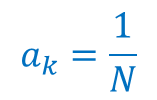 a_k = 1/N